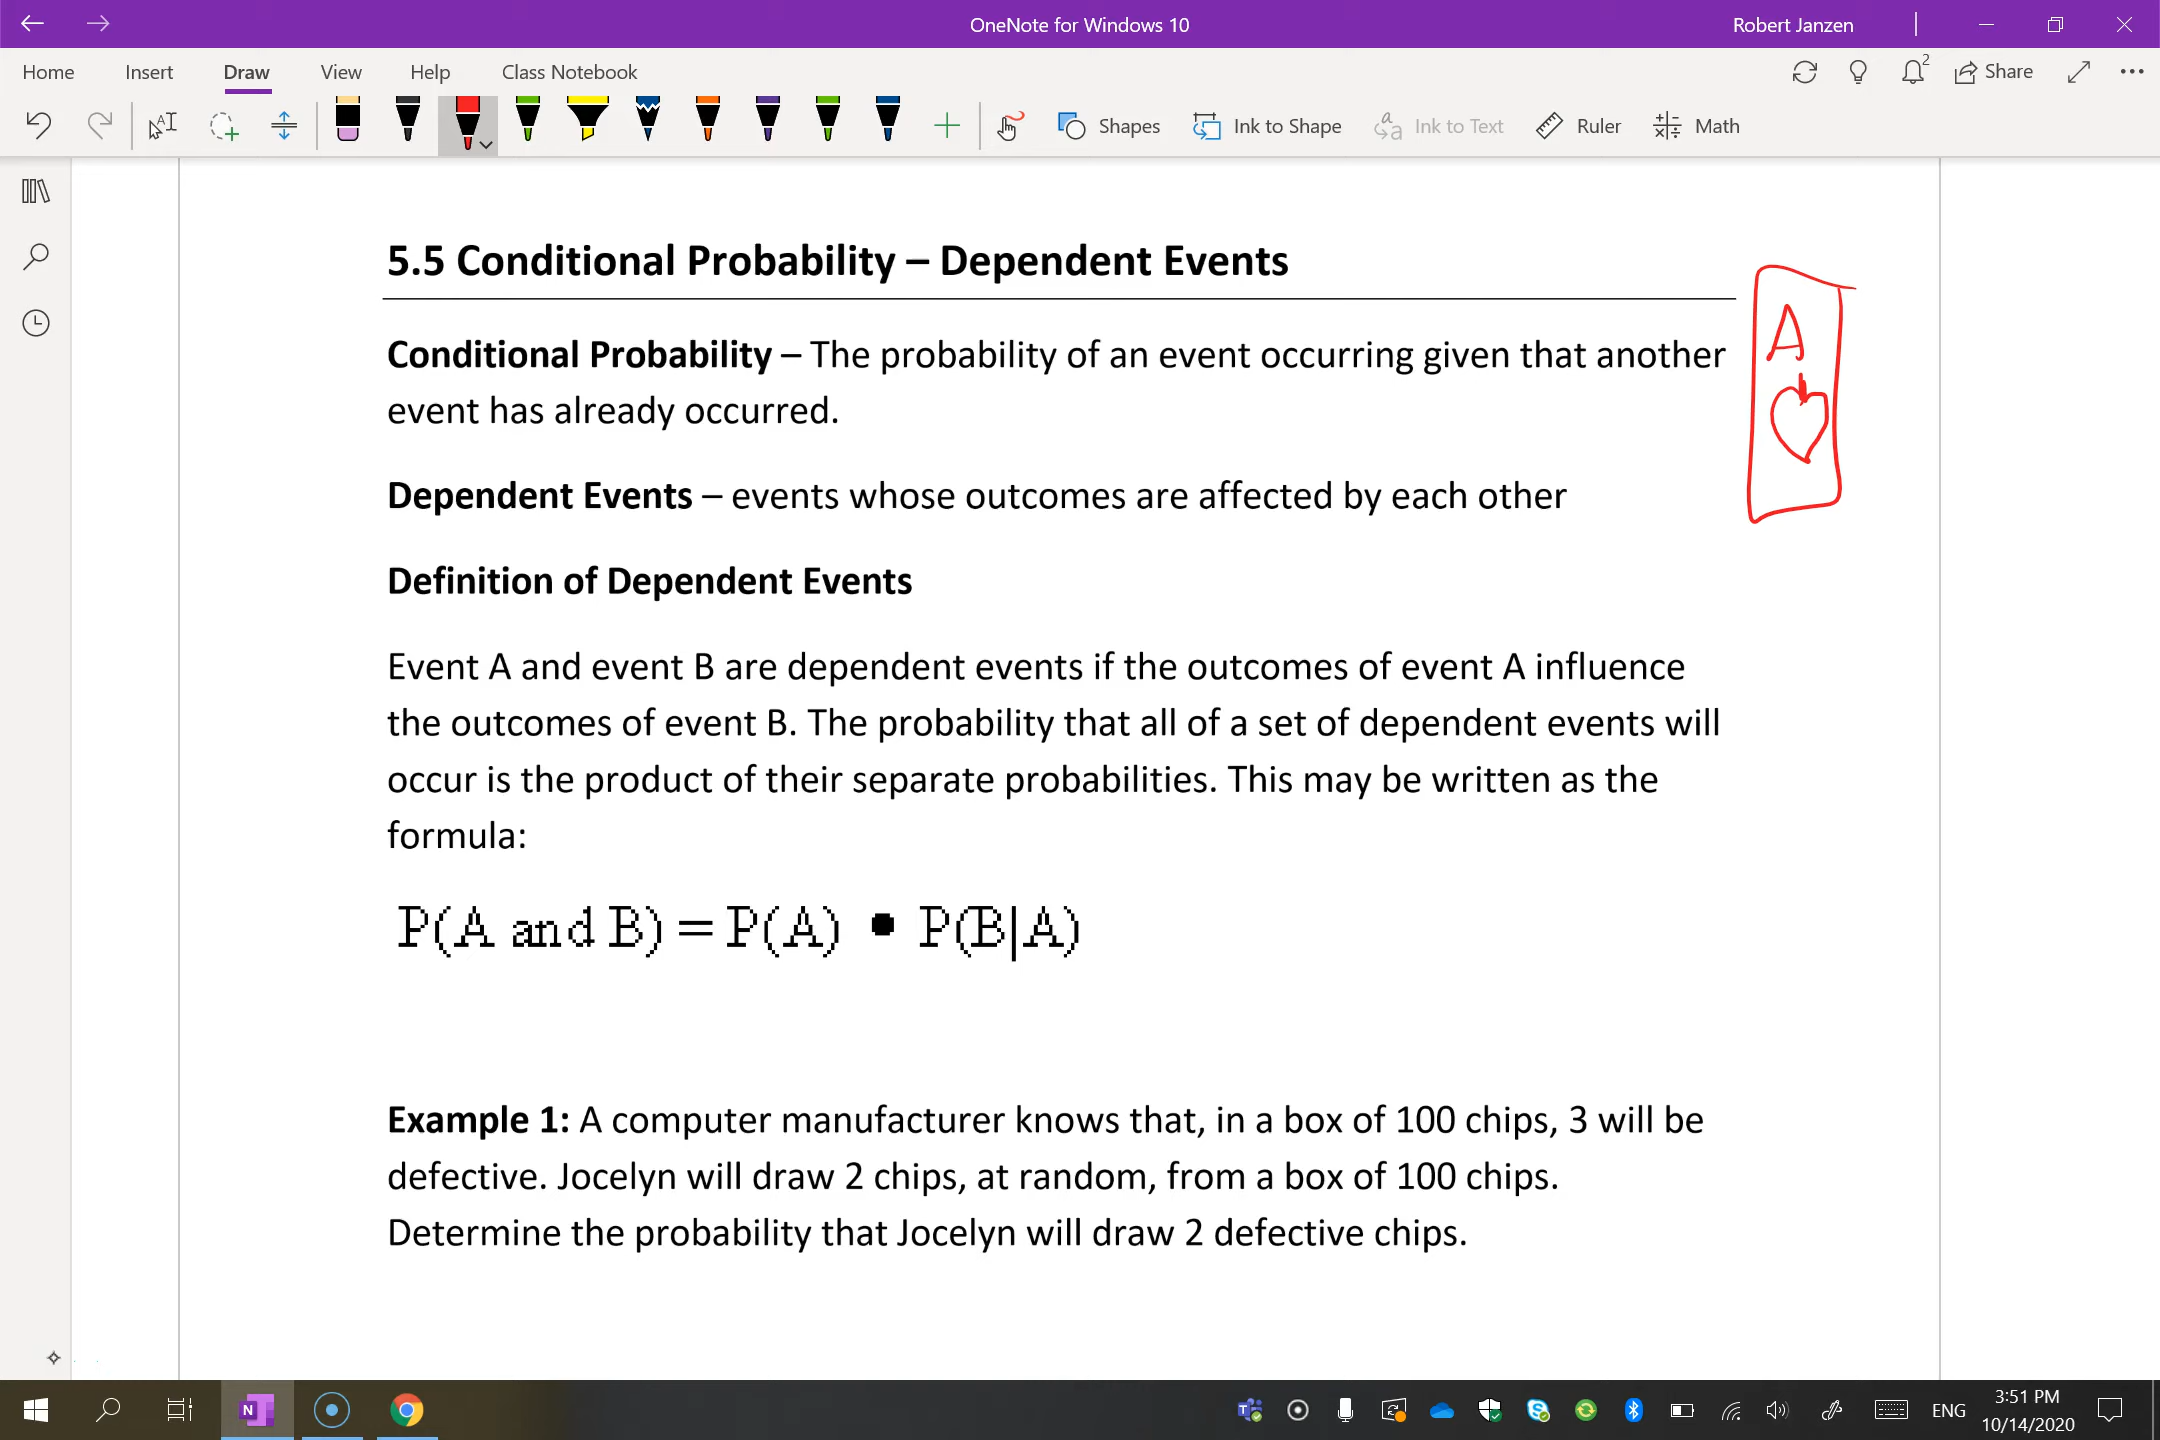 OneNote for Windows 10
Robert Janzen
Home Insert Draw View Help Class Notebook
2
Share
Shapes Ink to Shape Ink to Text Ruler Math
5.5 Conditional Probability – Dependent Events
Conditional Probability – The probability of an event occurring given that another
event has already occurred.
A
Dependent Events – events whose outcomes are affected by each other
Definition of Dependent Events
Event A and event B are dependent events if the outcomes of event A influence
the outcomes of event B. The probability that all of a set of dependent events will
occur is the product of their separate probabilities. This may be written as the
formula:
P(A and B) = P(A) • P(B|A)
Example 1: A computer manufacturer knows that, in a box of 100 chips, 3 will be
defective. Jocelyn will draw 2 chips, at random, from a box of 100 chips.
Determine the probability that Jocelyn will draw 2 defective chips.
ENG
3:51 PM
10/14/2020